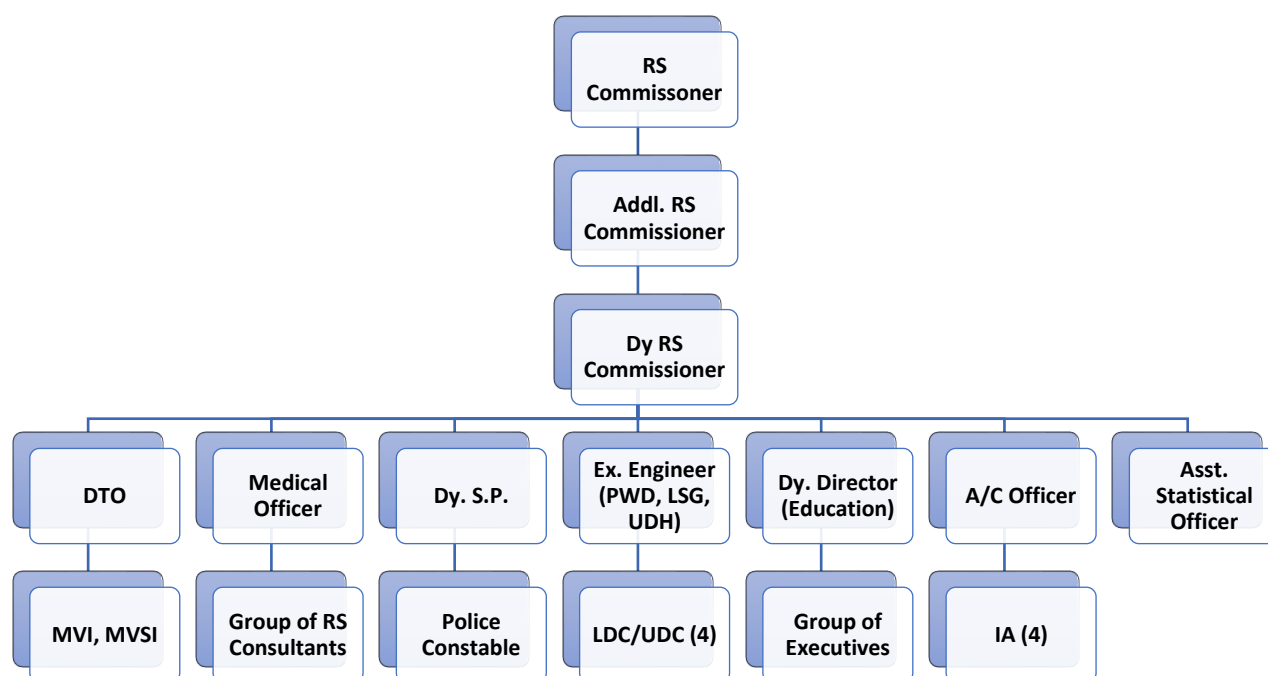 RS
Commissoner
Addl. RS
Commissioner
Dy RS
Commissioner
DTO
Medical
Officer
Dy. S.P.
Ex. Engineer
(PWD, LSG,
UDH)
Dy. Director
(Education)
A/C Officer
Asst.
Statistical
Officer
MVI, MVSI
Group of RS
Consultants
Police
Constable
LDC/UDC (4)
Group of
Executives
IA (4)